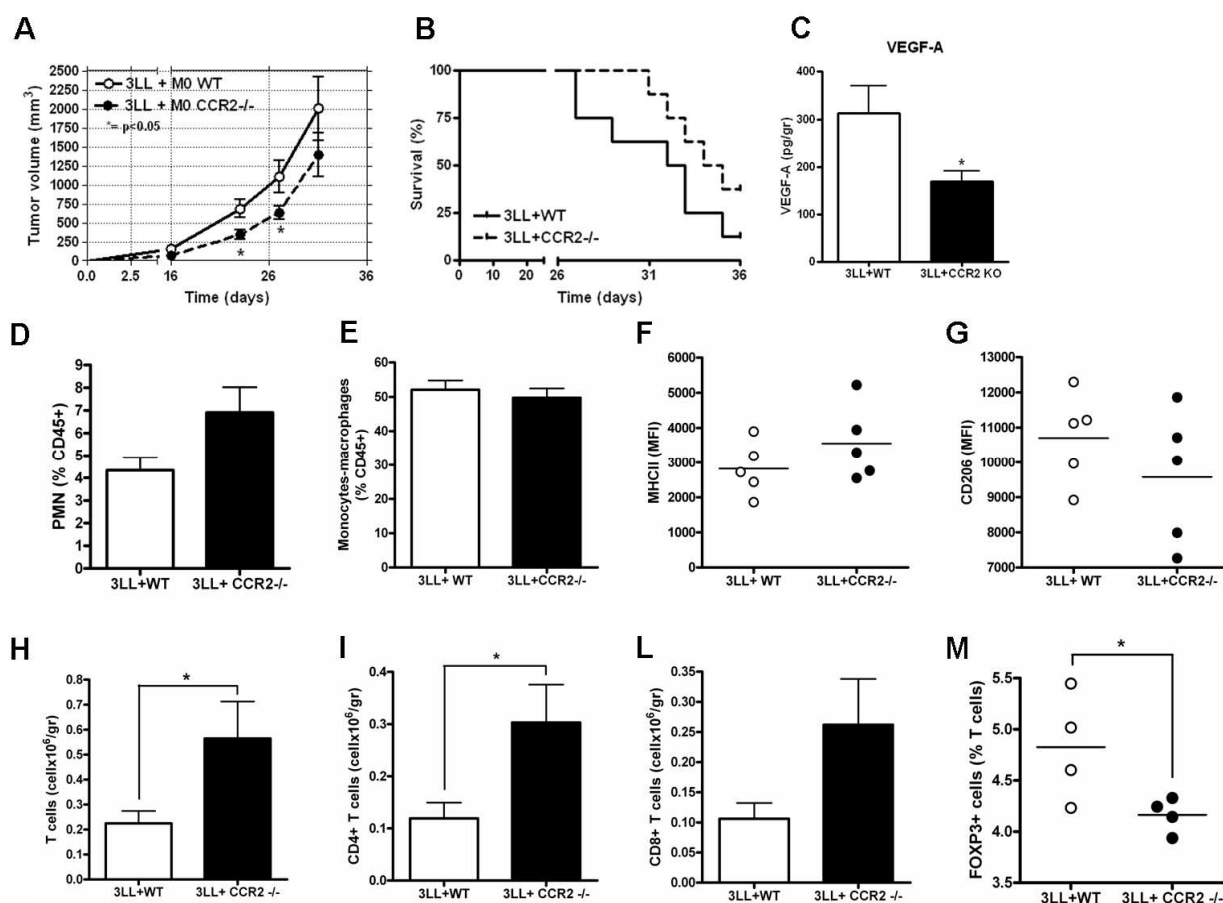 A
Tumor volume (mm³)
2500
2250
2000
1750
1500
1250
1000
750
500
250
0
3LL + M0 WT
3LL + M0 CCR2-/-
*= p<0.05
*
*
0.0 2.5 16 26 36
Time (days)
B
Survival (%)
100
80
60
40
20
0
3LL+WT
3LL+CCR2-/-
0 10 20 26 31 36
Time (days)
C
VEGF-A
VEGF-A (pg/gr)
400
300
200
100
0
*
3LL+WT 3LL+CCR2 KO
D
PMN (% CD45+)
9
8
7
6
5
4
3
2
1
0
3LL+WT 3LL+ CCR2-/-
E
Monocytes-macrophages
(% CD45+)
60
50
40
30
20
10
0
3LL+ WT 3LL+CCR2-/-
F
MHCII (MFI)
6000
5000
4000
3000
2000
1000
0
3LL+ WT 3LL+CCR2-/-
G
CD206 (MFI)
13000
12000
11000
10000
9000
8000
7000
3LL+ WT 3LL+CCR2-/-
H
T cells (cellx10⁶/gr)
0.8
0.7
0.6
0.5
0.4
0.3
0.2
0.1
0.0
*
3LL+WT 3LL+ CCR2 -/-
I
CD4+ T cells (cellx10⁶/gr)
0.4
0.3
0.2
0.1
0.0
*
3LL+WT 3LL+ CCR2 -/-
L
CD8+ T cells (cellx10⁶/gr)
0.35
0.30
0.25
0.20
0.15
0.10
0.05
0.00
3LL+WT 3LL+ CCR2 -/-
M
FOXP3+ cells (% T cells)
5.5
5.0
4.5
4.0
3.5
*
3LL+WT 3LL+ CCR2 -/-